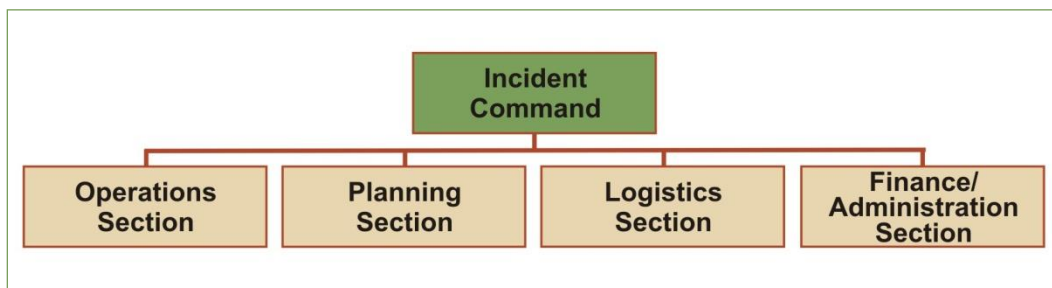 Incident
Command
Operations
Section
Planning
Section
Logistics
Section
Finance/
Administration
Section